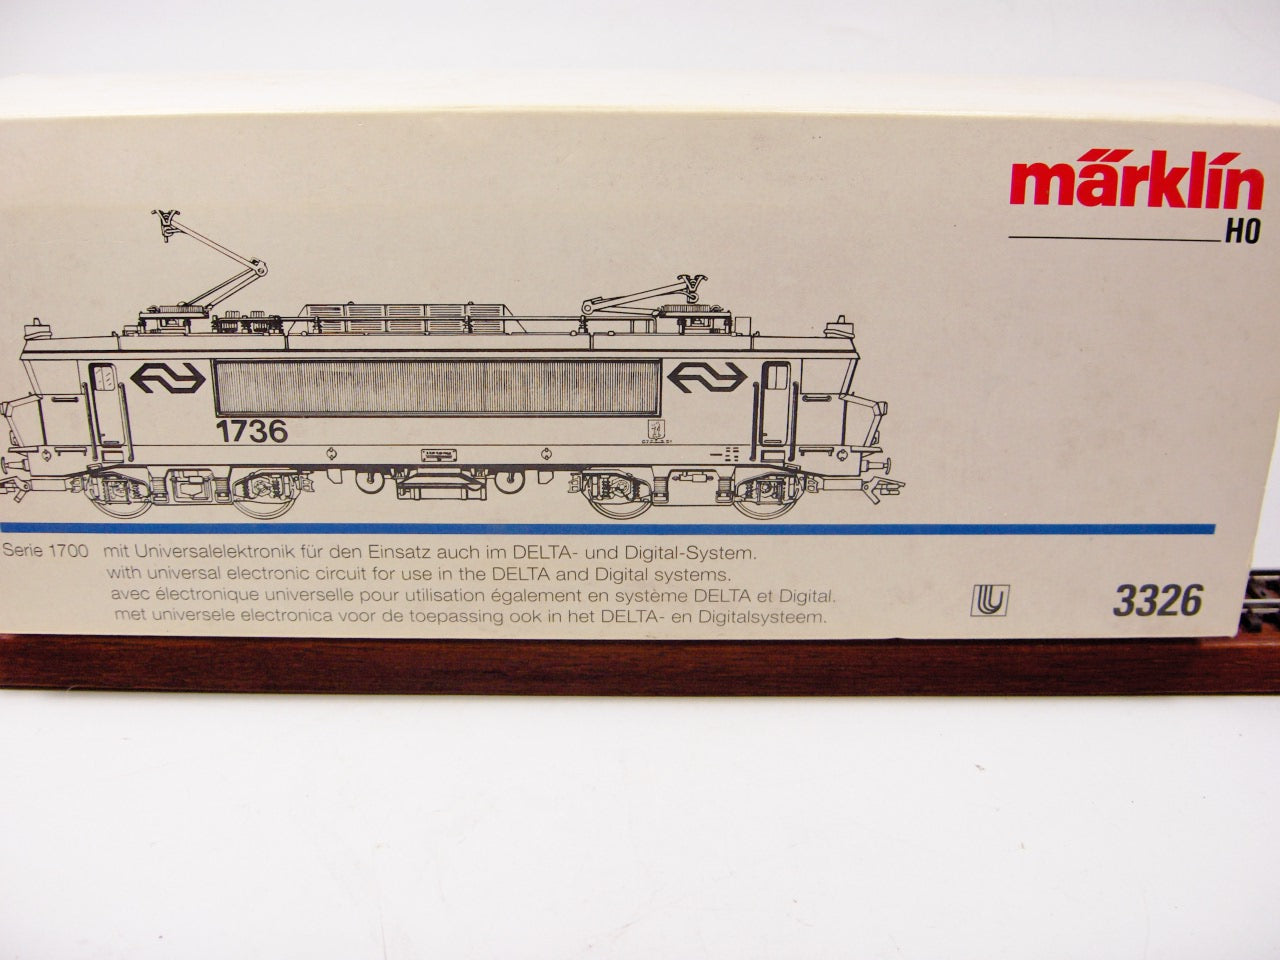 märklin
HO
1736
Serie 1700 mit Universalelektronik für den Einsatz auch im DELTA- und Digital-System.
with universal electronic circuit for use in the DELTA and Digital systems.
avec électronique universelle pour utilisation également en système DELTA et Digital.
met universele electronica voor de toepassing ook in het DELTA- en Digitalsysteem.
3326